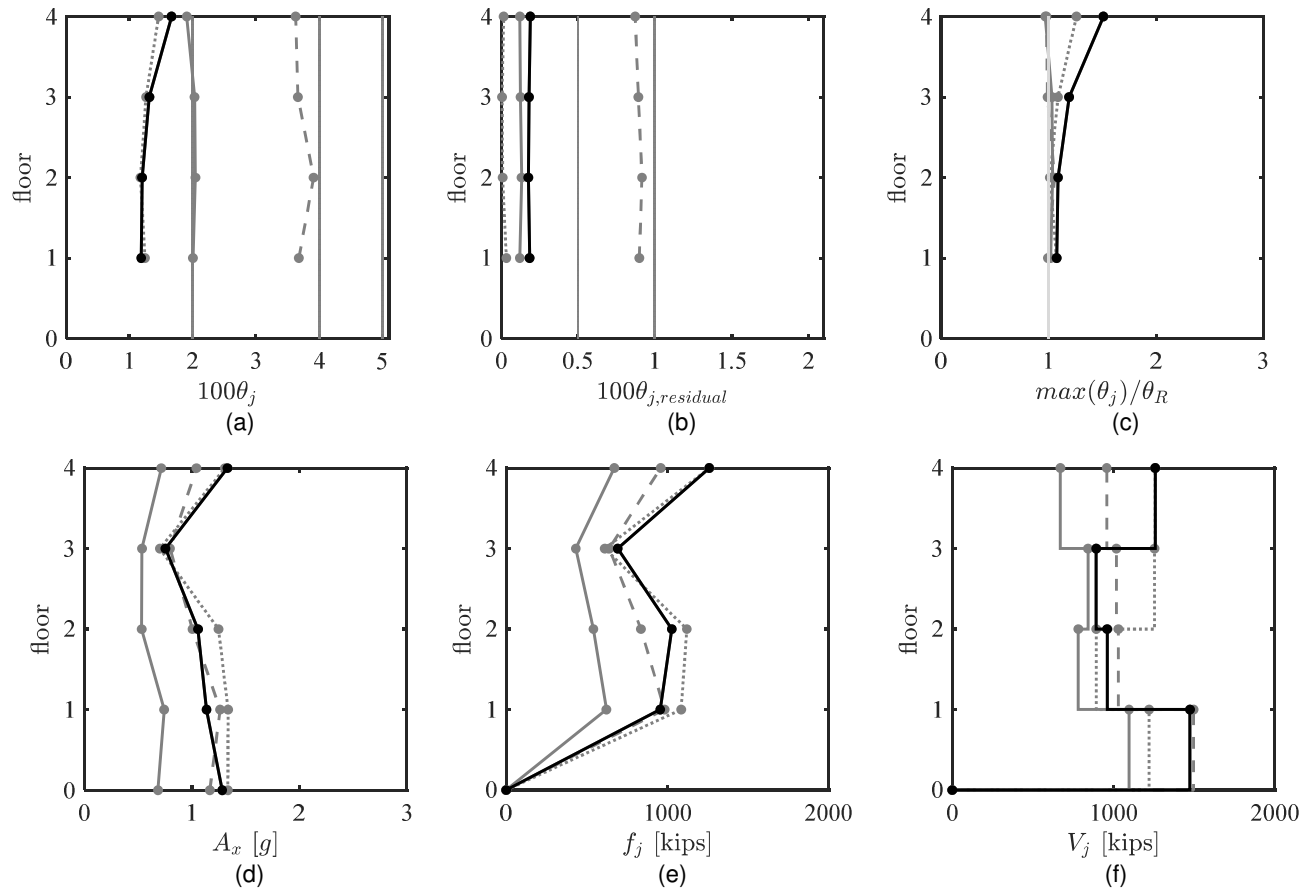 4
3
floor
2
1
0
0 1 2 3 4 5
100θ_j
(a)
4
3
floor
2
1
0
0 0.5 1 1.5 2
100θ_{j,residual}
(b)
4
3
floor
2
1
0
0 1 2 3
max(θ_j)/θ_R
(c)
4
3
floor
2
1
0
0 1 2 3
A_x [g]
(d)
4
3
floor
2
1
0
0 1000 2000
f_j [kips]
(e)
4
3
floor
2
1
0
0 1000 2000
V_j [kips]
(f)